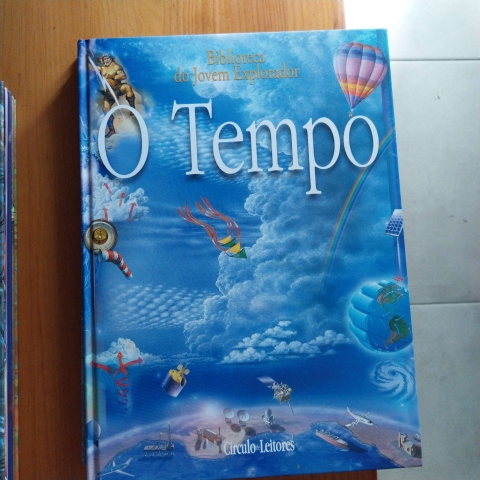 Biblioteca
do Jovem Explorador
O Tempo
Círculo de Leitores